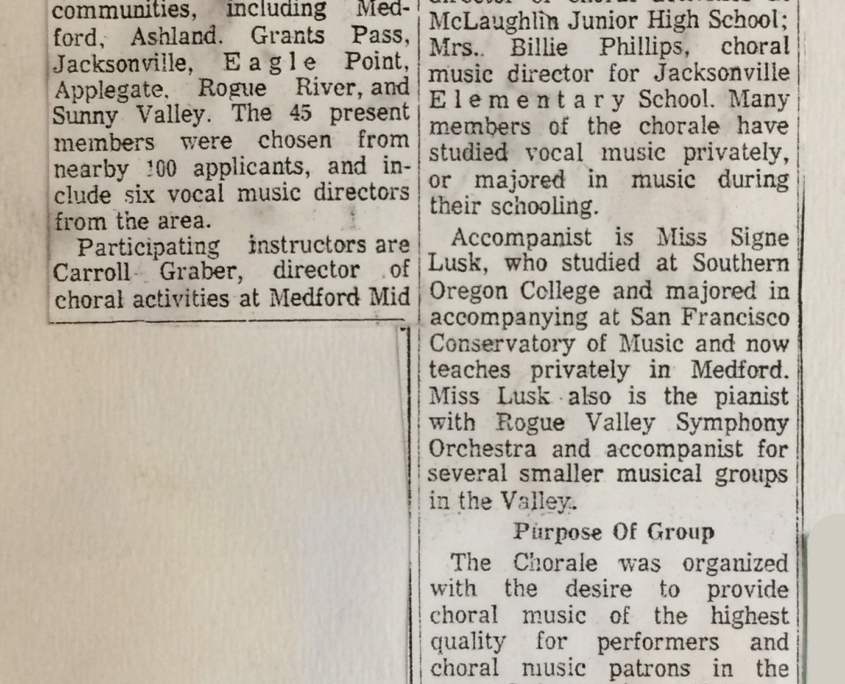 communities, including Med-
ford, Ashland. Grants Pass,
Jacksonville, Eagle Point,
Applegate. Rogue River, and
Sunny Valley. The 45 present
members were chosen from
nearby 100 applicants, and in-
clude six vocal music directors
from the area.
Participating instructors are
Carroll Graber, director of
choral activities at Medford Mid
McLaughlin Junior High School;
Mrs.. Billie Phillips, choral
music director for Jacksonville
Elementary School. Many
members of the chorale have
studied vocal music privately,
or majored in music during
their schooling.
Accompanist is Miss Signe
Lusk, who studied at Southern
Oregon College and majored in
accompanying at San Francisco
Conservatory of Music and now
teaches privately in Medford.
Miss Lusk also is the pianist
with Rogue Valley Symphony
Orchestra and accompanist for
several smaller musical groups
in the Valley.
Purpose Of Group
The Chorale was organized
with the desire to provide
choral music of the highest
quality for performers and
choral music patrons in the